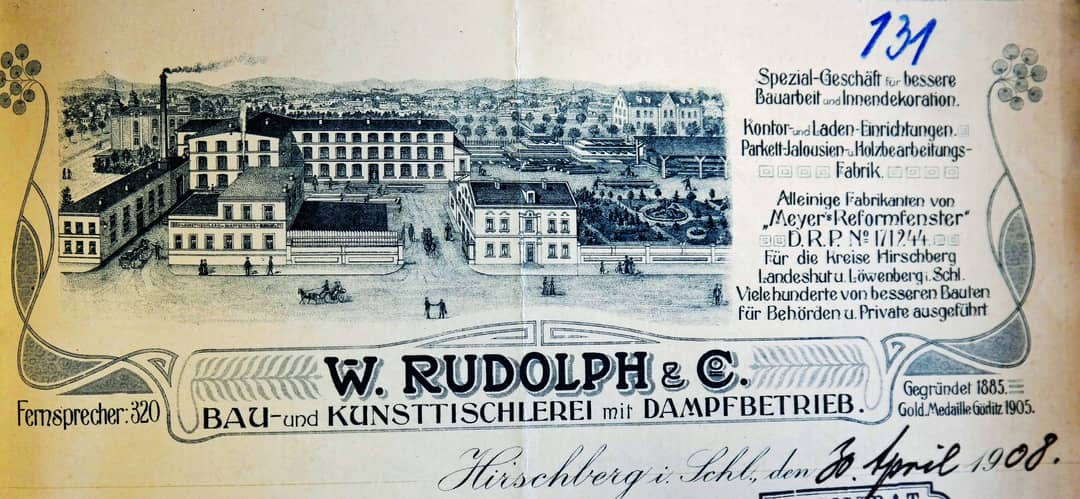 131
Spezial-Geschäft für bessere
Bauarbeit und Innendekoration.
Kontor- und Laden-Einrichtungen.
Parkett-Jalousien- u. Holzbearbeitungs-
Fabrik.
Alleinige Fabrikanten von
„Meyer's Reformfenster"
D.R.P. No 171244.
Für die Kreise Hirschberg
Landeshut u. Löwenberg i. Schl.
Viele hunderte von besseren Bauten
für Behörden u. Private ausgeführt
W. RUDOLPH & Co.
BAU- und KUNSTTISCHLEREI mit DAMPFBETRIEB.
Fernsprecher: 320
Gegründet 1885.
Gold. Medaille Görlitz 1905.
Hirschberg i. Schl., den 30 April 1908.